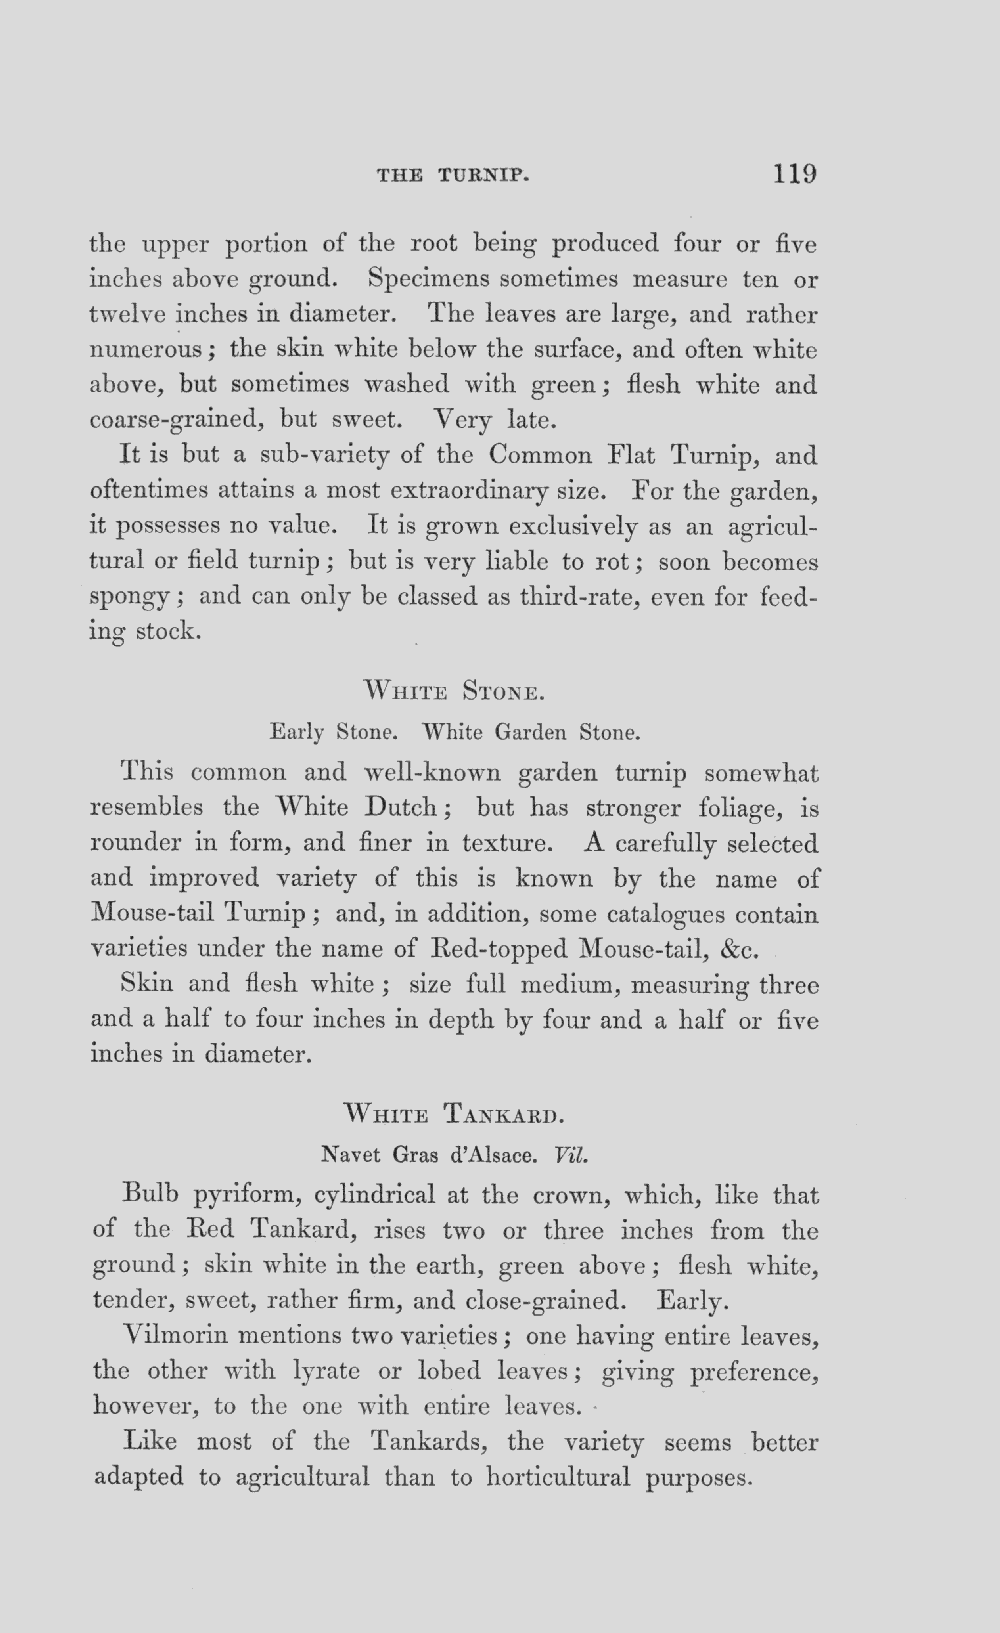 THE TURNIP. 119
the upper portion of the root being produced four or five
inches above ground. Specimens sometimes measure ten or
twelve inches in diameter. The leaves are large, and rather
numerous; the skin white below the surface, and often white
above, but sometimes washed with green; flesh white and
coarse-grained, but sweet. Very late.
It is but a sub-variety of the Common Flat Turnip, and
oftentimes attains a most extraordinary size. For the garden,
it possesses no value. It is grown exclusively as an agricul-
tural or field turnip; but is very liable to rot; soon becomes
spongy; and can only be classed as third-rate, even for feed-
ing stock.
WHITE STONE.
Early Stone. White Garden Stone.
This common and well-known garden turnip somewhat
resembles the White Dutch; but has stronger foliage, is
rounder in form, and finer in texture. A carefully selected
and improved variety of this is known by the name of
Mouse-tail Turnip; and, in addition, some catalogues contain
varieties under the name of Red-topped Mouse-tail, &c.
Skin and flesh white; size full medium, measuring three
and a half to four inches in depth by four and a half or five
inches in diameter.
WHITE TANKARD.
Navet Gras d'Alsace. Vil.
Bulb pyriform, cylindrical at the crown, which, like that
of the Red Tankard, rises two or three inches from the
ground; skin white in the earth, green above; flesh white,
tender, sweet, rather firm, and close-grained. Early.
Vilmorin mentions two varieties; one having entire leaves,
the other with lyrate or lobed leaves; giving preference,
however, to the one with entire leaves.
Like most of the Tankards, the variety seems better
adapted to agricultural than to horticultural purposes.